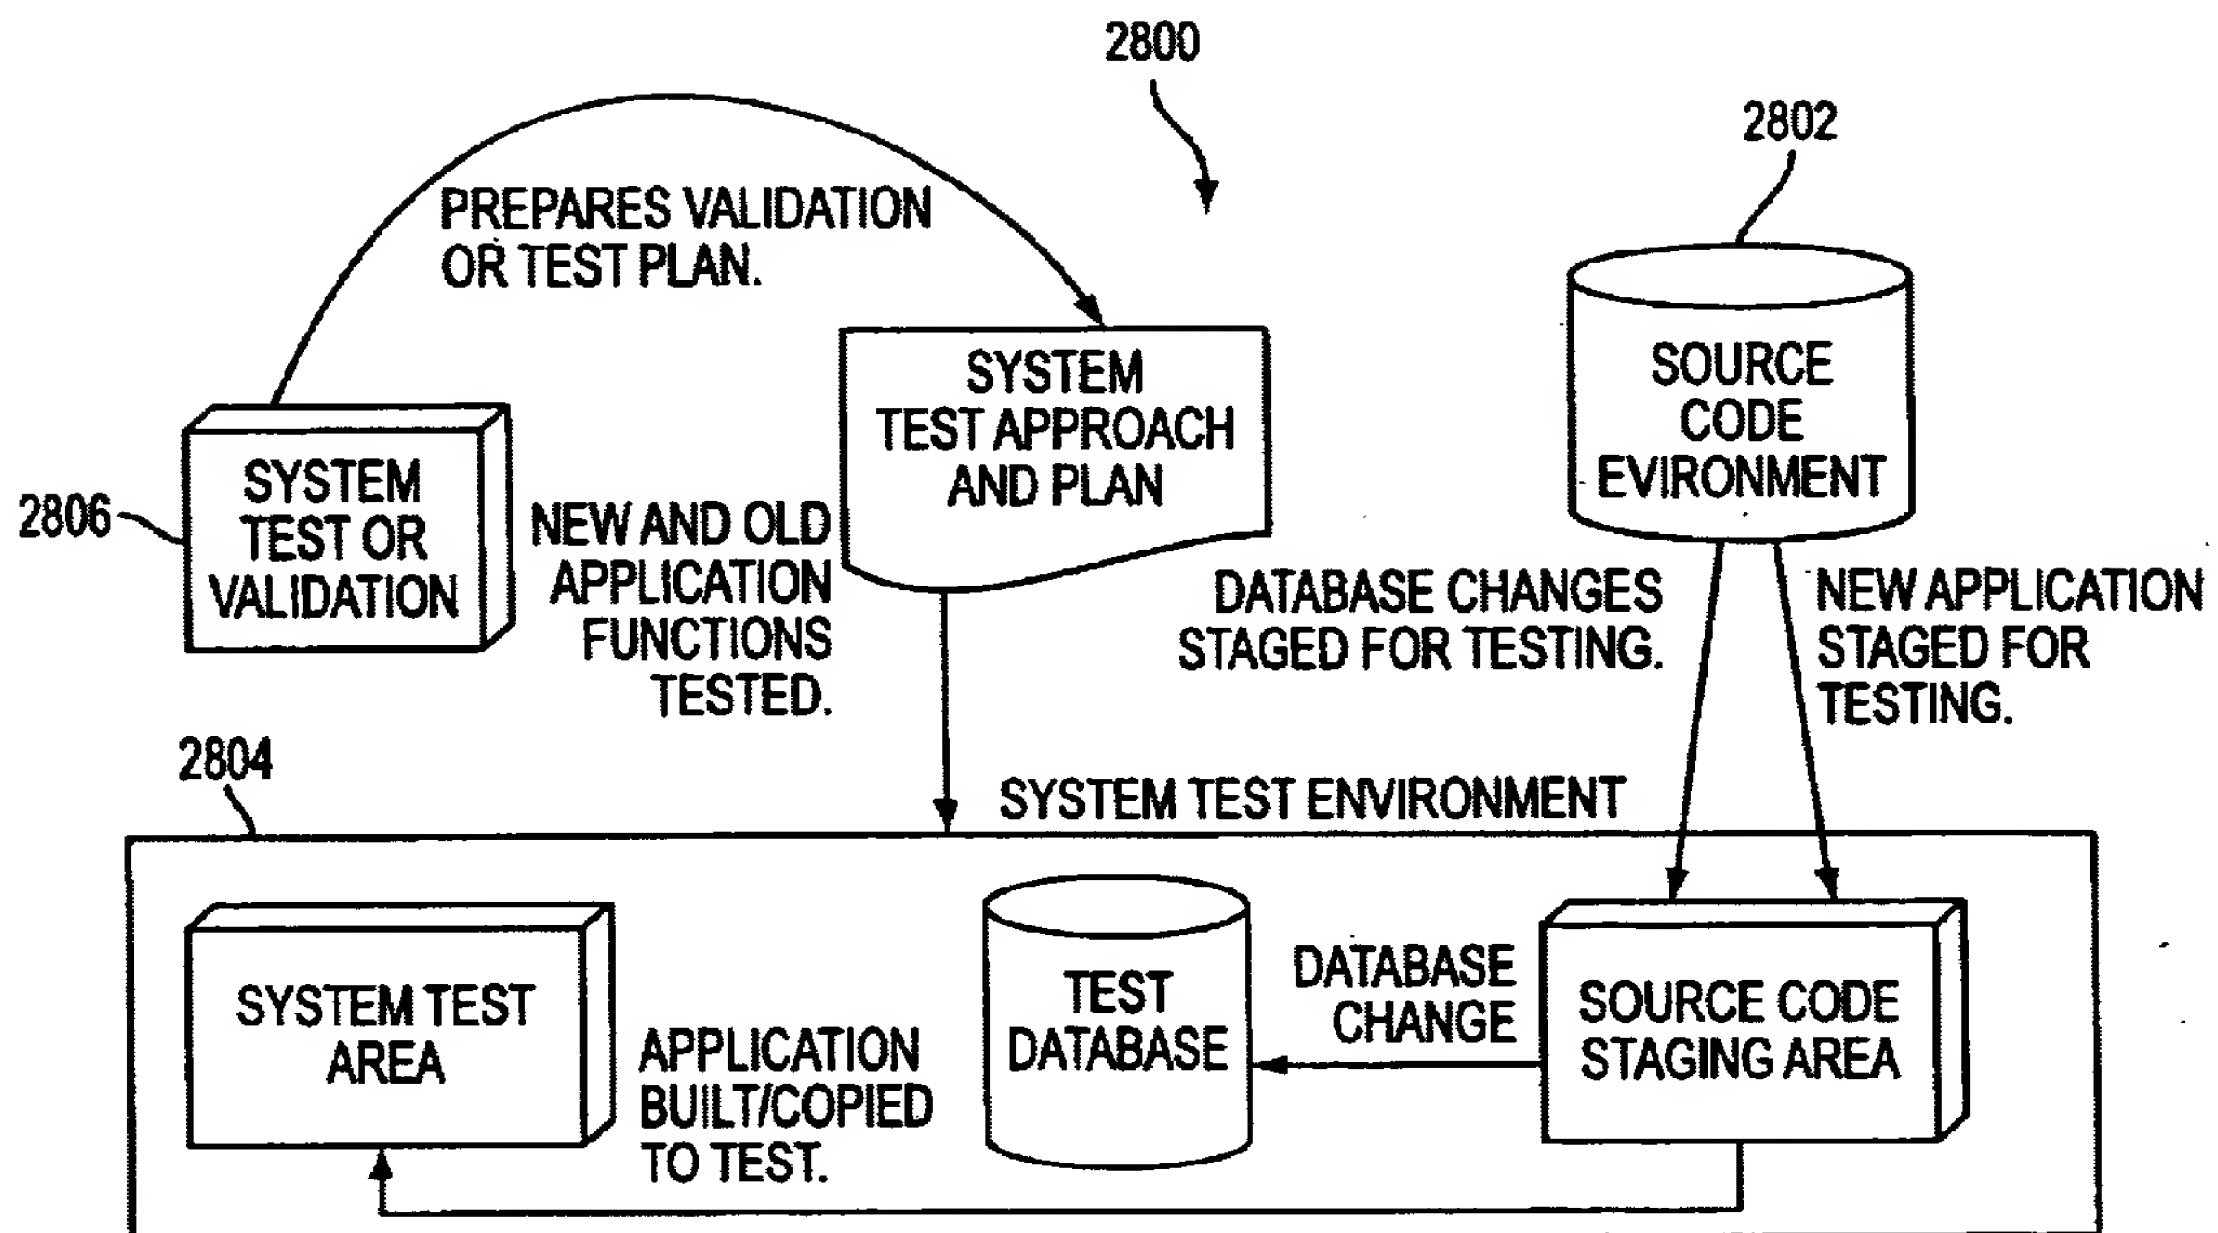 2800
2802
PREPARES VALIDATION
OR TEST PLAN.
SYSTEM
TEST APPROACH
AND PLAN
SOURCE
CODE
EVIRONMENT
2806
SYSTEM
TEST OR
VALIDATION
NEW AND OLD
APPLICATION
FUNCTIONS
TESTED.
DATABASE CHANGES
STAGED FOR TESTING.
NEW APPLICATION
STAGED FOR
TESTING.
2804
SYSTEM TEST ENVIRONMENT
SYSTEM TEST
AREA
APPLICATION
BUILT/COPIED
TO TEST.
TEST
DATABASE
DATABASE
CHANGE
SOURCE CODE
STAGING AREA